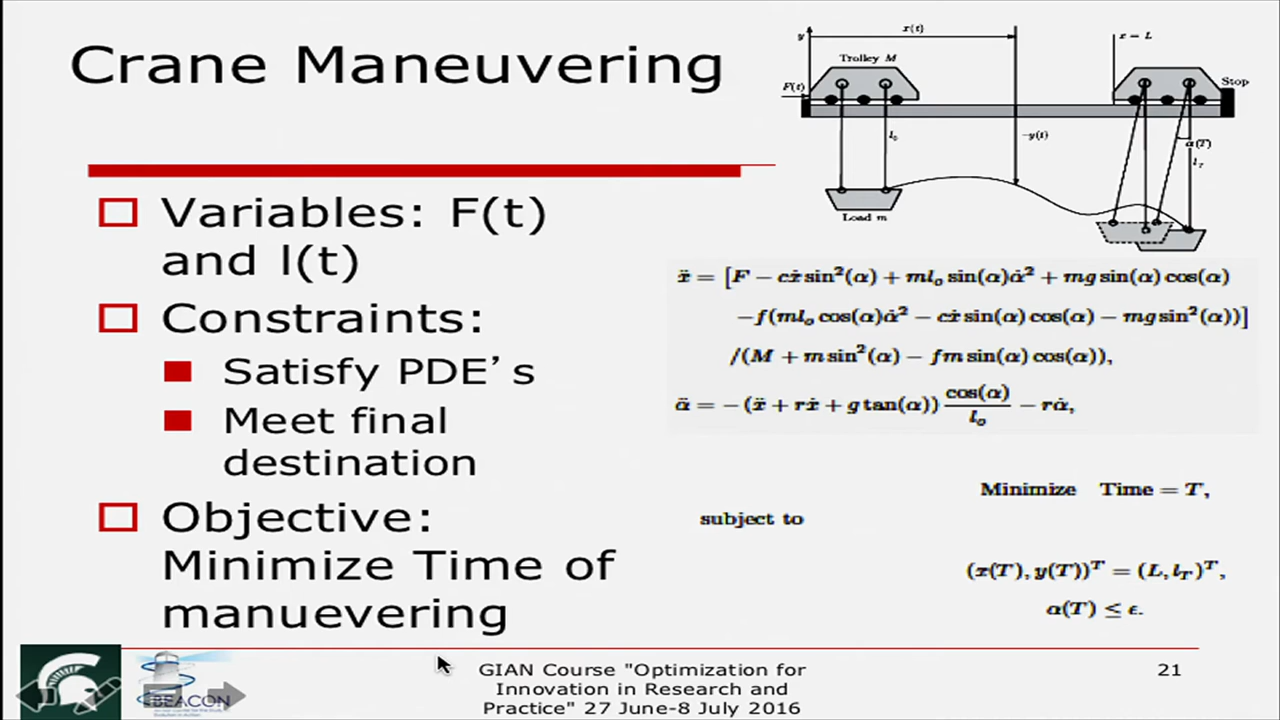 Crane Maneuvering
Variables: F(t)
and l(t)
Constraints:
Satisfy PDE's
Meet final
destination
Objective:
Minimize Time of
manuevering
y
x(t)
x = L
Trolley M
Stop
F(t)
l₀
-y(t)
α(T)
l_T
Load m
ẍ = [F − cẋ sin²(α) + ml₀ sin(α)α̇² + mg sin(α) cos(α)
−f(ml₀ cos(α)α̇² − cẋ sin(α) cos(α) − mg sin²(α))]
/(M + m sin²(α) − fm sin(α) cos(α)),
α̈ = −(ẍ + rẋ + g tan(α)) cos(α)/l₀ − rα̇,
Minimize Time = T,
subject to
(x(T), y(T))ᵀ = (L, l_T)ᵀ,
α(T) ≤ ϵ.
BEACON
GIAN Course "Optimization for
Innovation in Research and
Practice" 27 June-8 July 2016
21